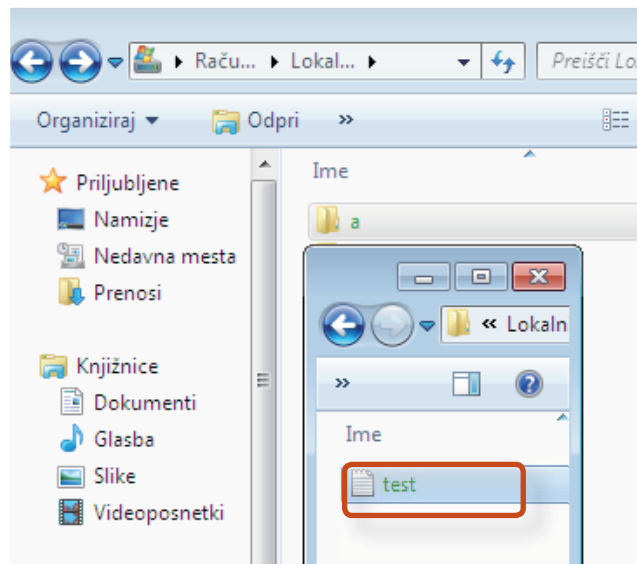 Raču... Lokal... Preišči Lo
Organiziraj Odpri »
Priljubljene
Namizje
Nedavna mesta
Prenosi
Knjižnice
Dokumenti
Glasba
Slike
Videoposnetki
Ime
a
« Lokaln
»
Ime
test